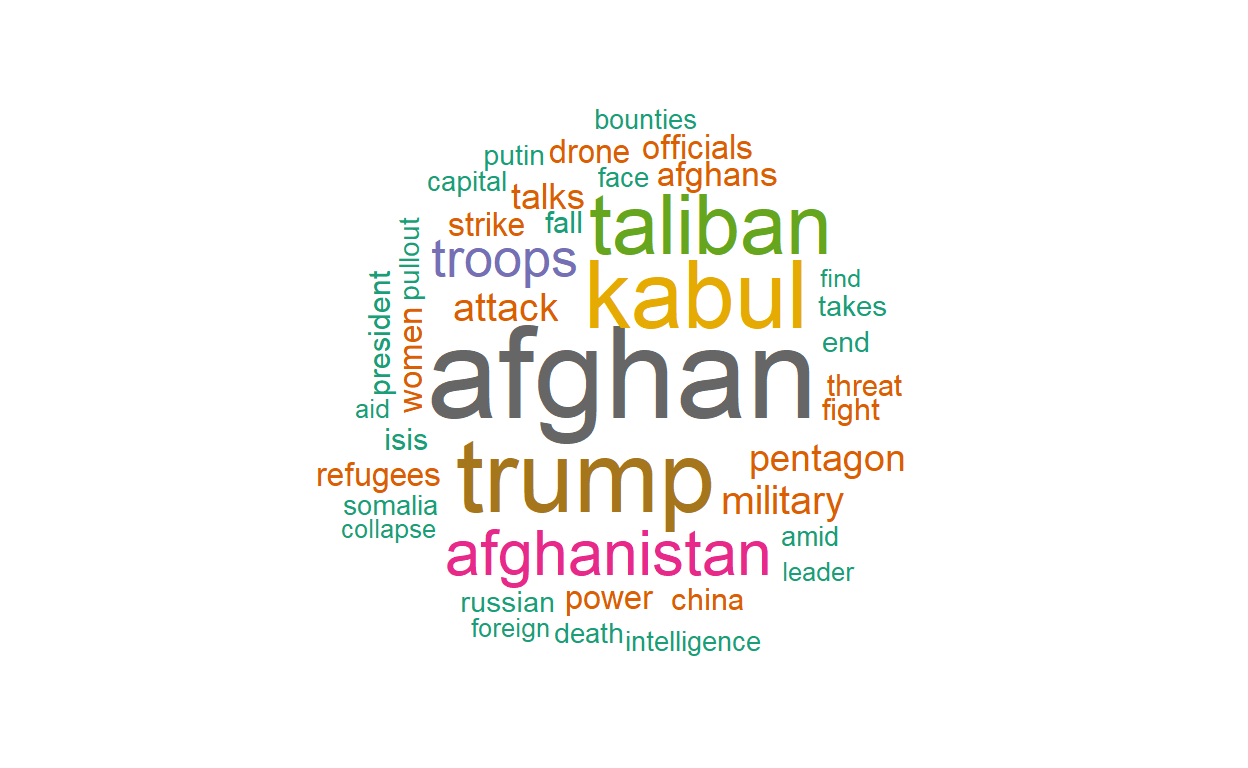 bounties
putin
drone
officials
capital
talks
face
afghans
strike
fall
taliban
pullout
troops
kabul
find
president
women
attack
takes
end
afghan
threat
aid
fight
isis
refugees
trump
pentagon
somalia
military
collapse
afghanistan
amid
leader
russian
power
china
foreign
death
intelligence